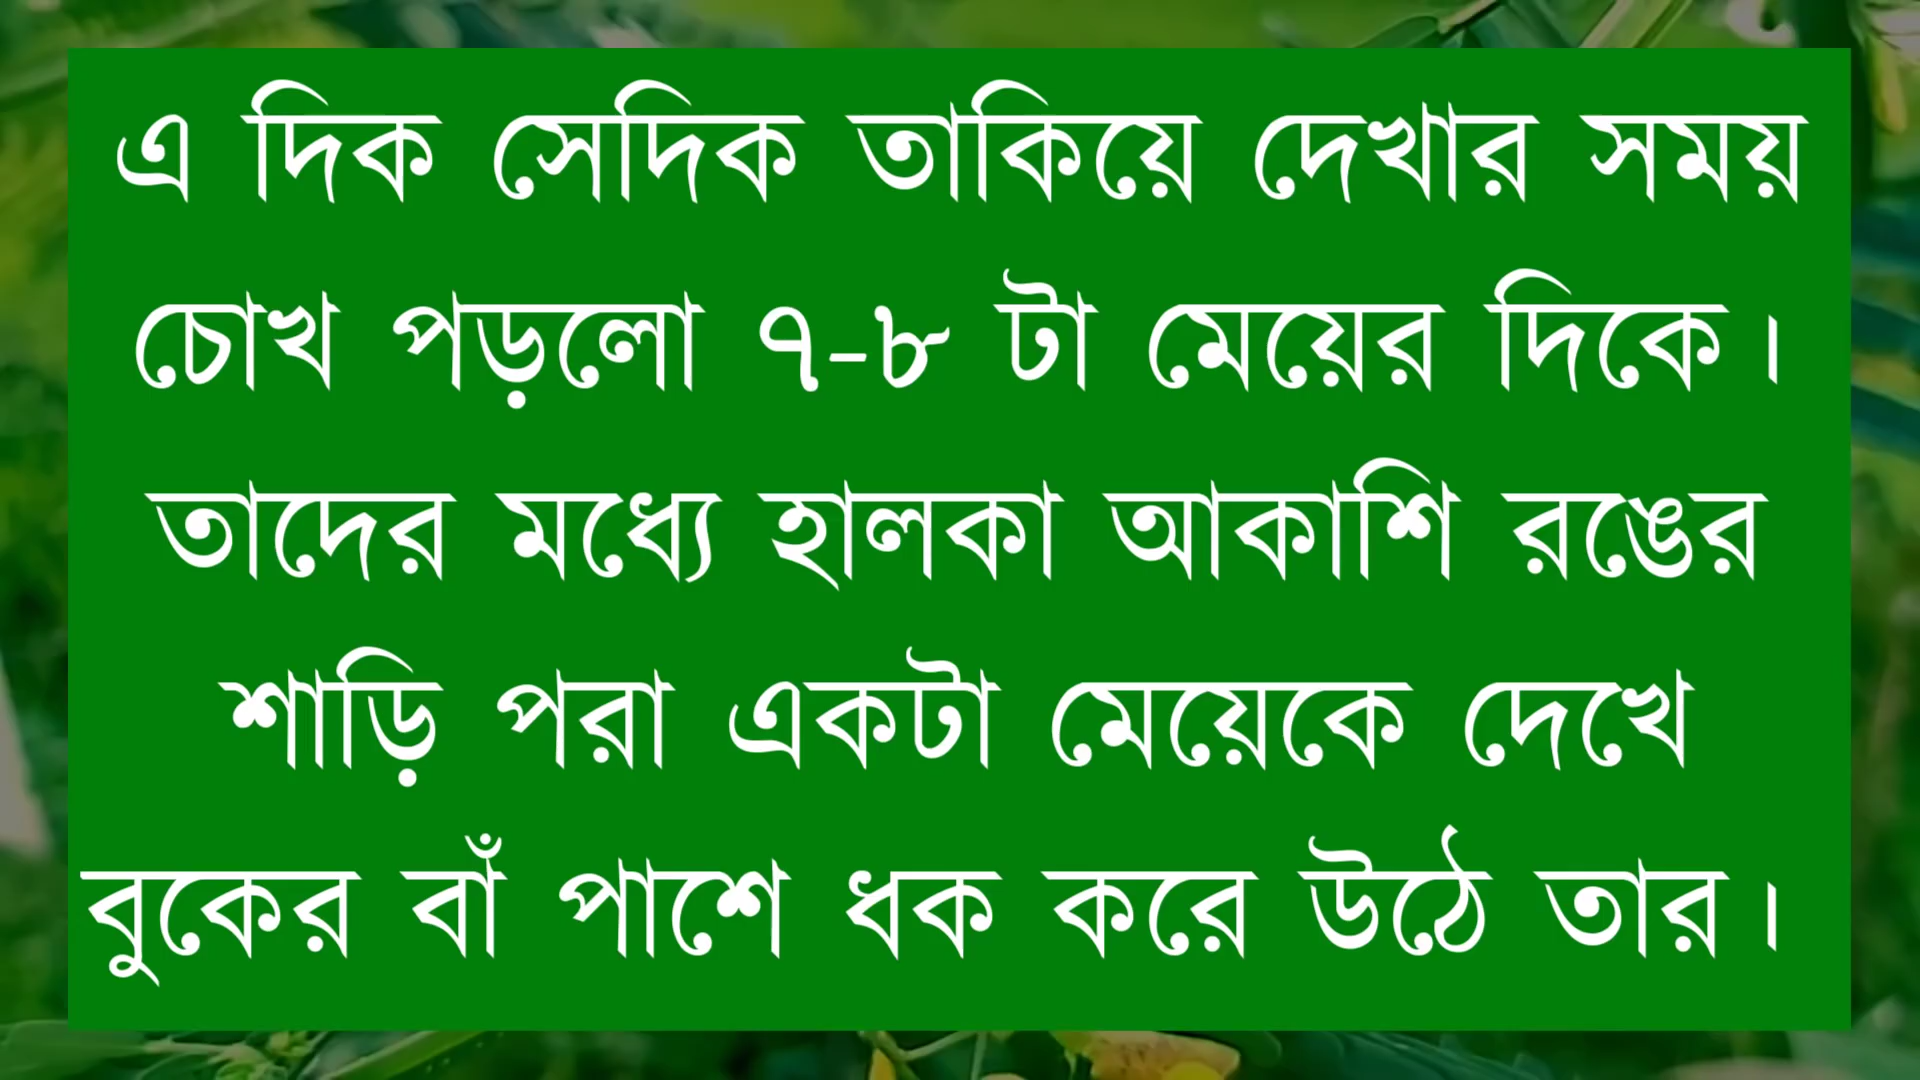 এ দিক সেদিক তাকিয়ে দেখার সময়
চোখ পড়লো ৭-৮ টা মেয়ের দিকে।
তাদের মধ্যে হালকা আকাশি রঙের
শাড়ি পরা একটা মেয়েকে দেখে
বুকের বাঁ পাশে ধক করে উঠে তার।